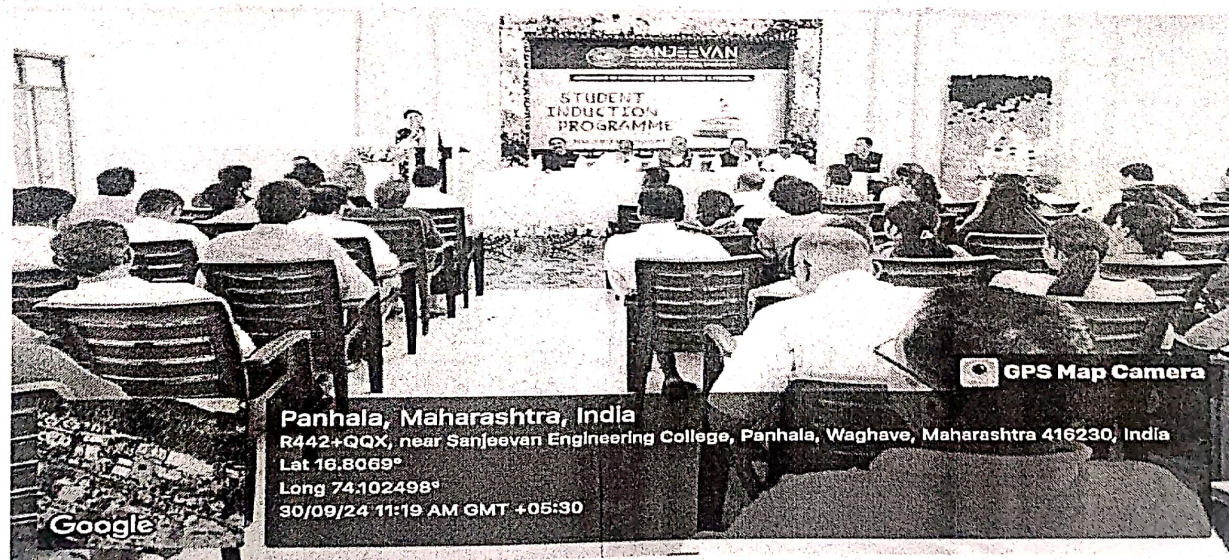 SANJEEVAN
STUDENT
INDUCTION
PROGRAMME
GPS Map Camera
Panhala, Maharashtra, India
R442+QQX, near Sanjeevan Engineering College, Panhala, Waghave, Maharashtra 416230, India
Lat 16.8069°
Long 74.102498°
30/09/24 11:19 AM GMT +05:30
Google